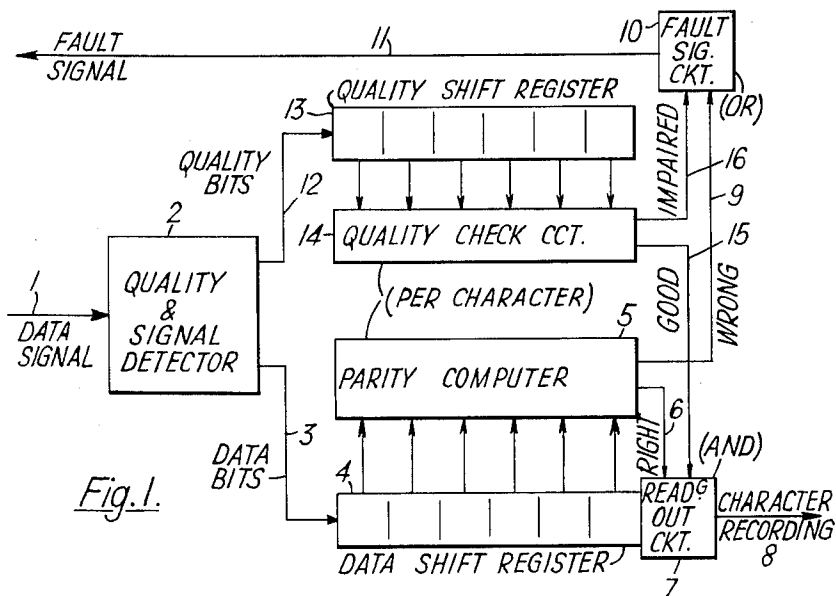 10
FAULT
SIG.
CKT.
(OR)
11
FAULT
SIGNAL
QUALITY SHIFT REGISTER
13
QUALITY
BITS
12
IMPAIRED
16
9
14
QUALITY CHECK CCT.
15
GOOD
WRONG
2
QUALITY
&
SIGNAL
DETECTOR
1
DATA
SIGNAL
(PER CHARACTER)
5
PARITY COMPUTER
6
RIGHT
(AND)
3
DATA
BITS
4
READG.
OUT
CKT.
CHARACTER
RECORDING
8
7
DATA SHIFT REGISTER
Fig.1.